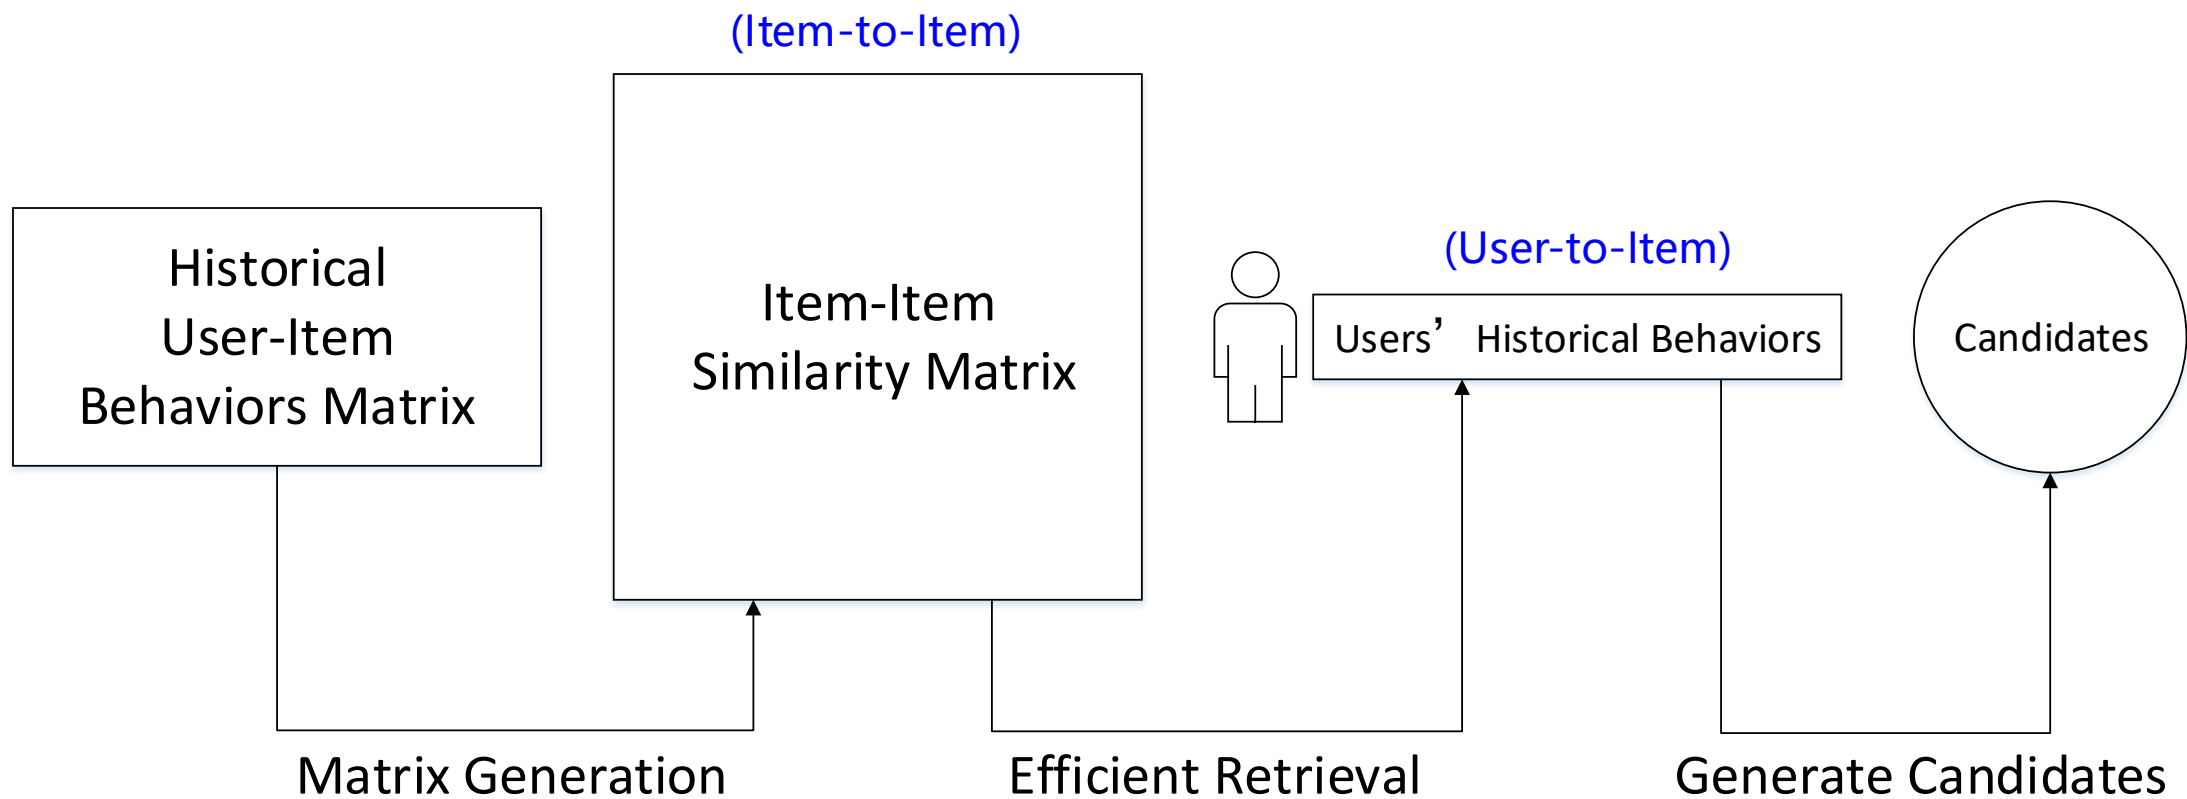 (Item-to-Item)
Historical
User-Item
Behaviors Matrix
Item-Item
Similarity Matrix
(User-to-Item)
Users’ Historical Behaviors
Candidates
Matrix Generation
Efficient Retrieval
Generate Candidates